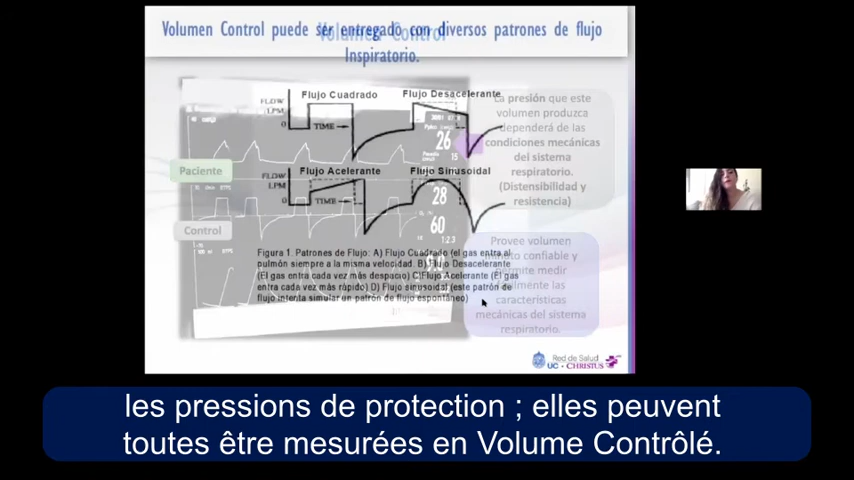 Volumen Control puede ser entregado con diversos patrones de flujo
Inspiratorio.
Volumen Control
Flujo Cuadrado
Flujo Desacelerante
FLOW
LPM
0
TIME
Flujo Acelerante
Flujo Sinusoidal
FLOW
LPM
0
TIME
Paciente
Control
26
15
28
60
1:2.3
La presión que este
volumen produzca
dependerá de las
condiciones mecánicas
del sistema
respiratorio.
(Distensibilidad y
resistencia)
Figura 1. Patrones de Flujo: A) Flujo Cuadrado (el gas entra al
pulmón siempre a la misma velocidad. B) Flujo Desacelerante
(El gas entra cada vez más despacio) C)Flujo Acelerante (El gas
entra cada vez más rápido) D) Flujo sinusoidal (este patrón de
flujo intenta simular un patrón de flujo espontáneo)
Provee volumen
confiable y
medir
las
características
mecánicas del sistema
respiratorio.
Red de Salud
UC · CHRISTUS
les pressions de protection ; elles peuvent
toutes être mesurées en Volume Contrôlé.